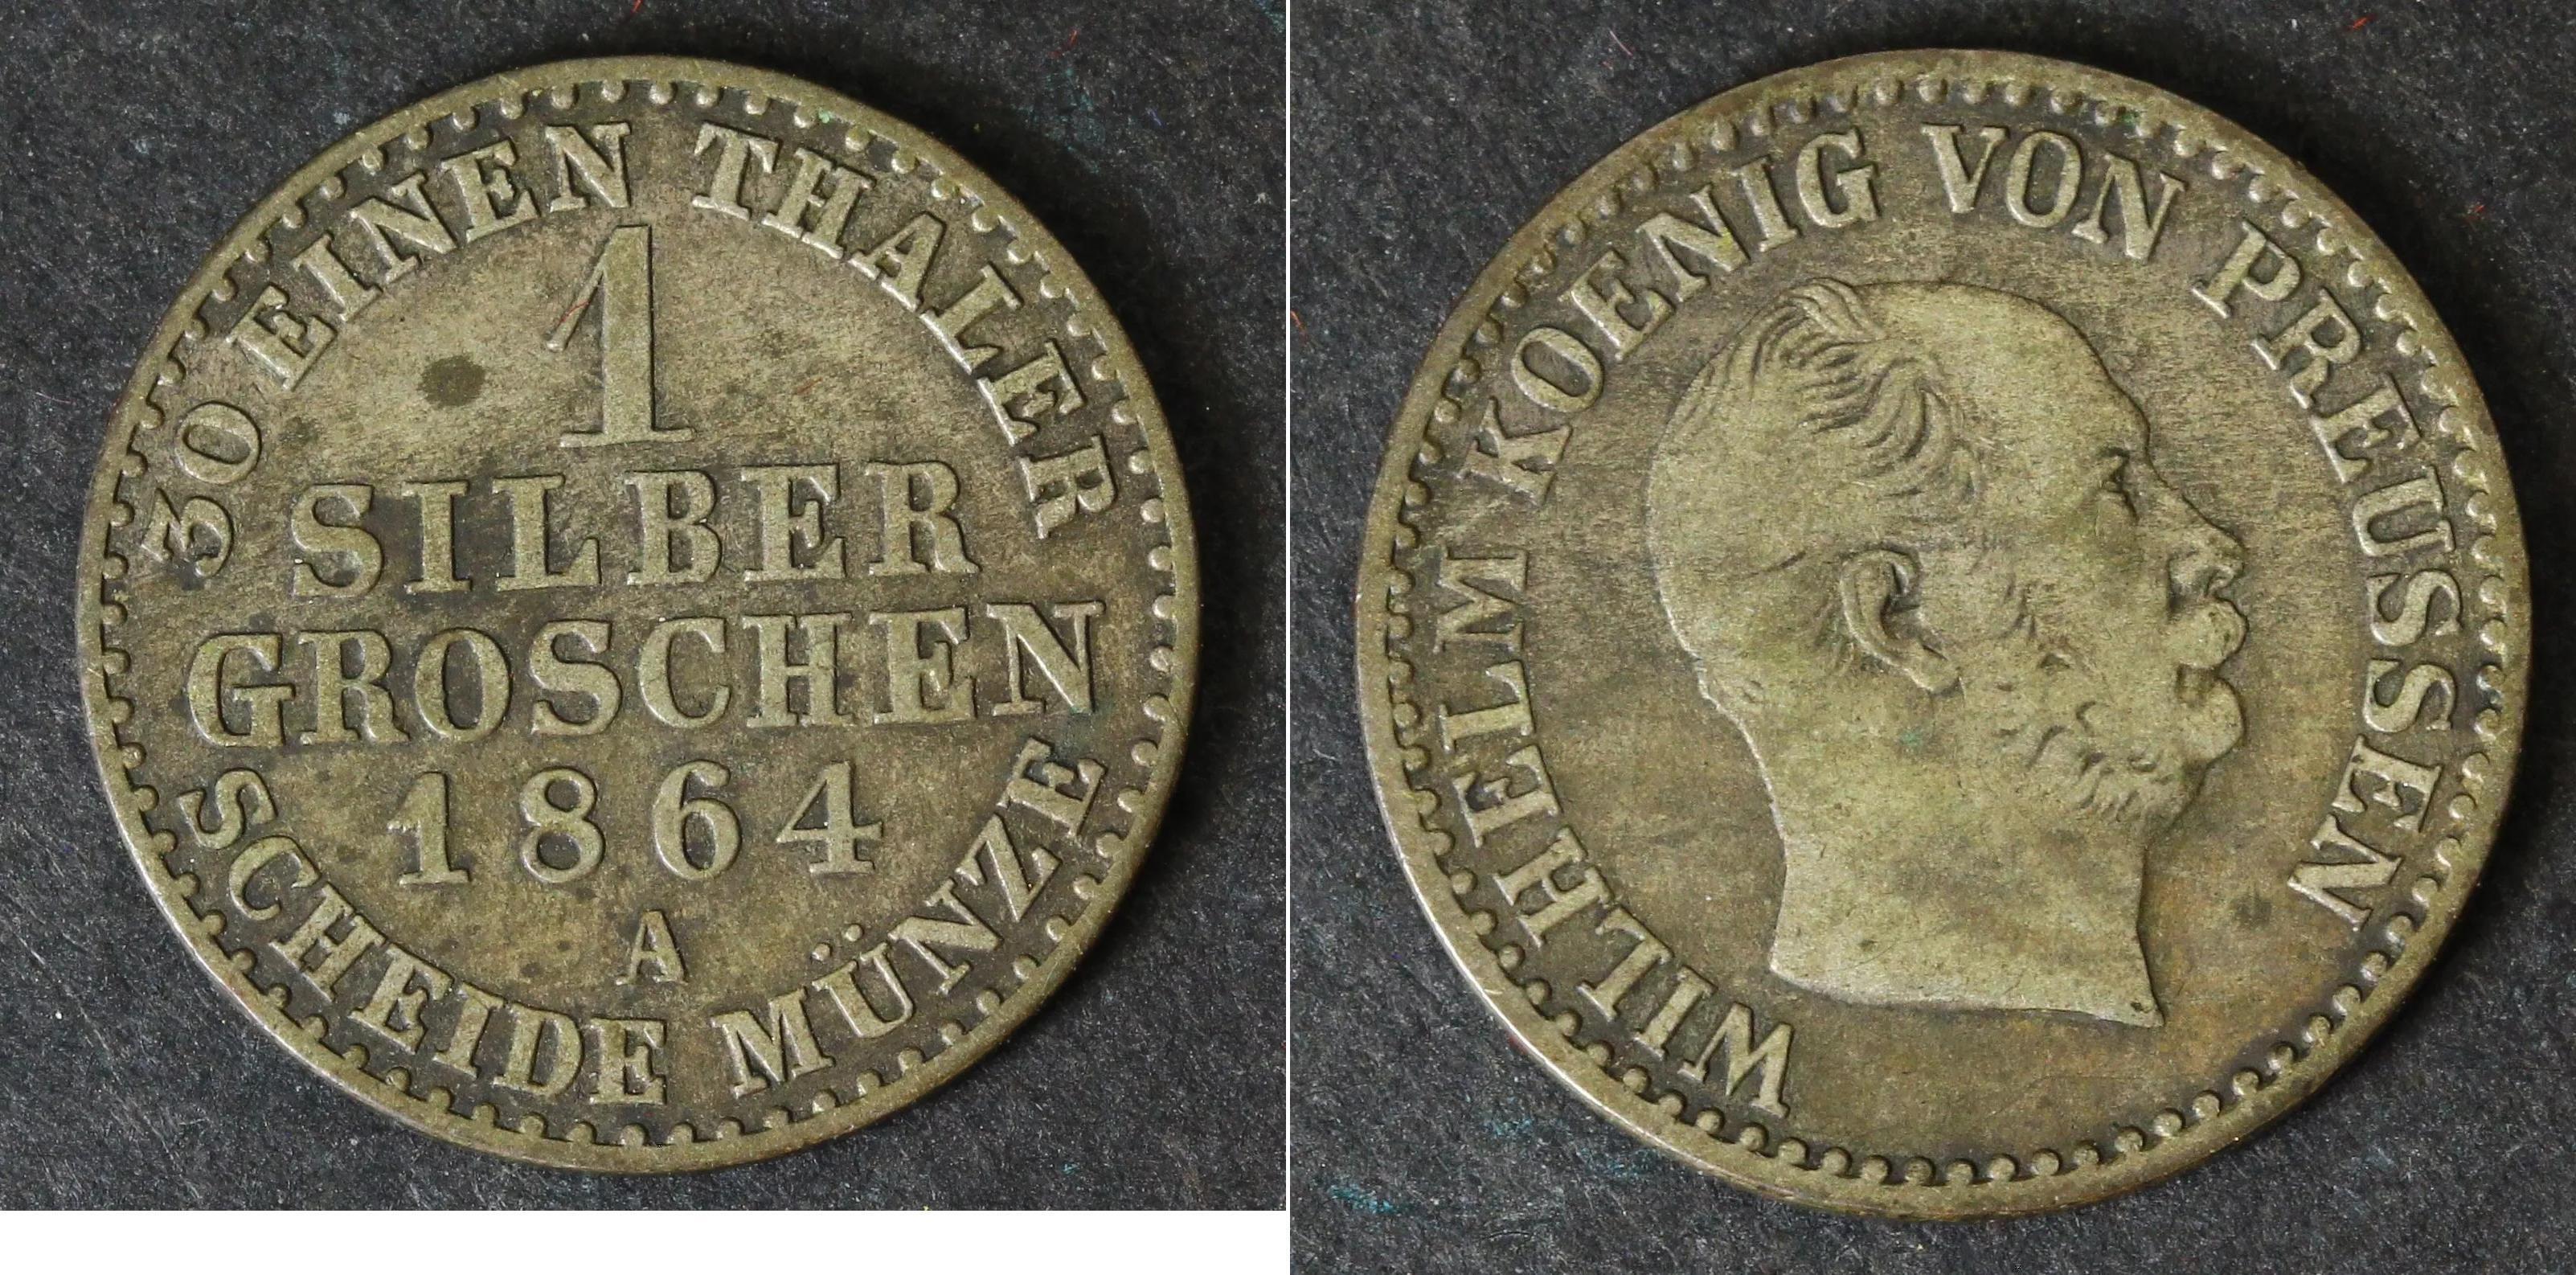 30 EINEN THALER
1
SILBER
GROSCHEN
1864
A
SCHEIDE MÜNZE
WILHELM KOENIG VON PREUSSEN